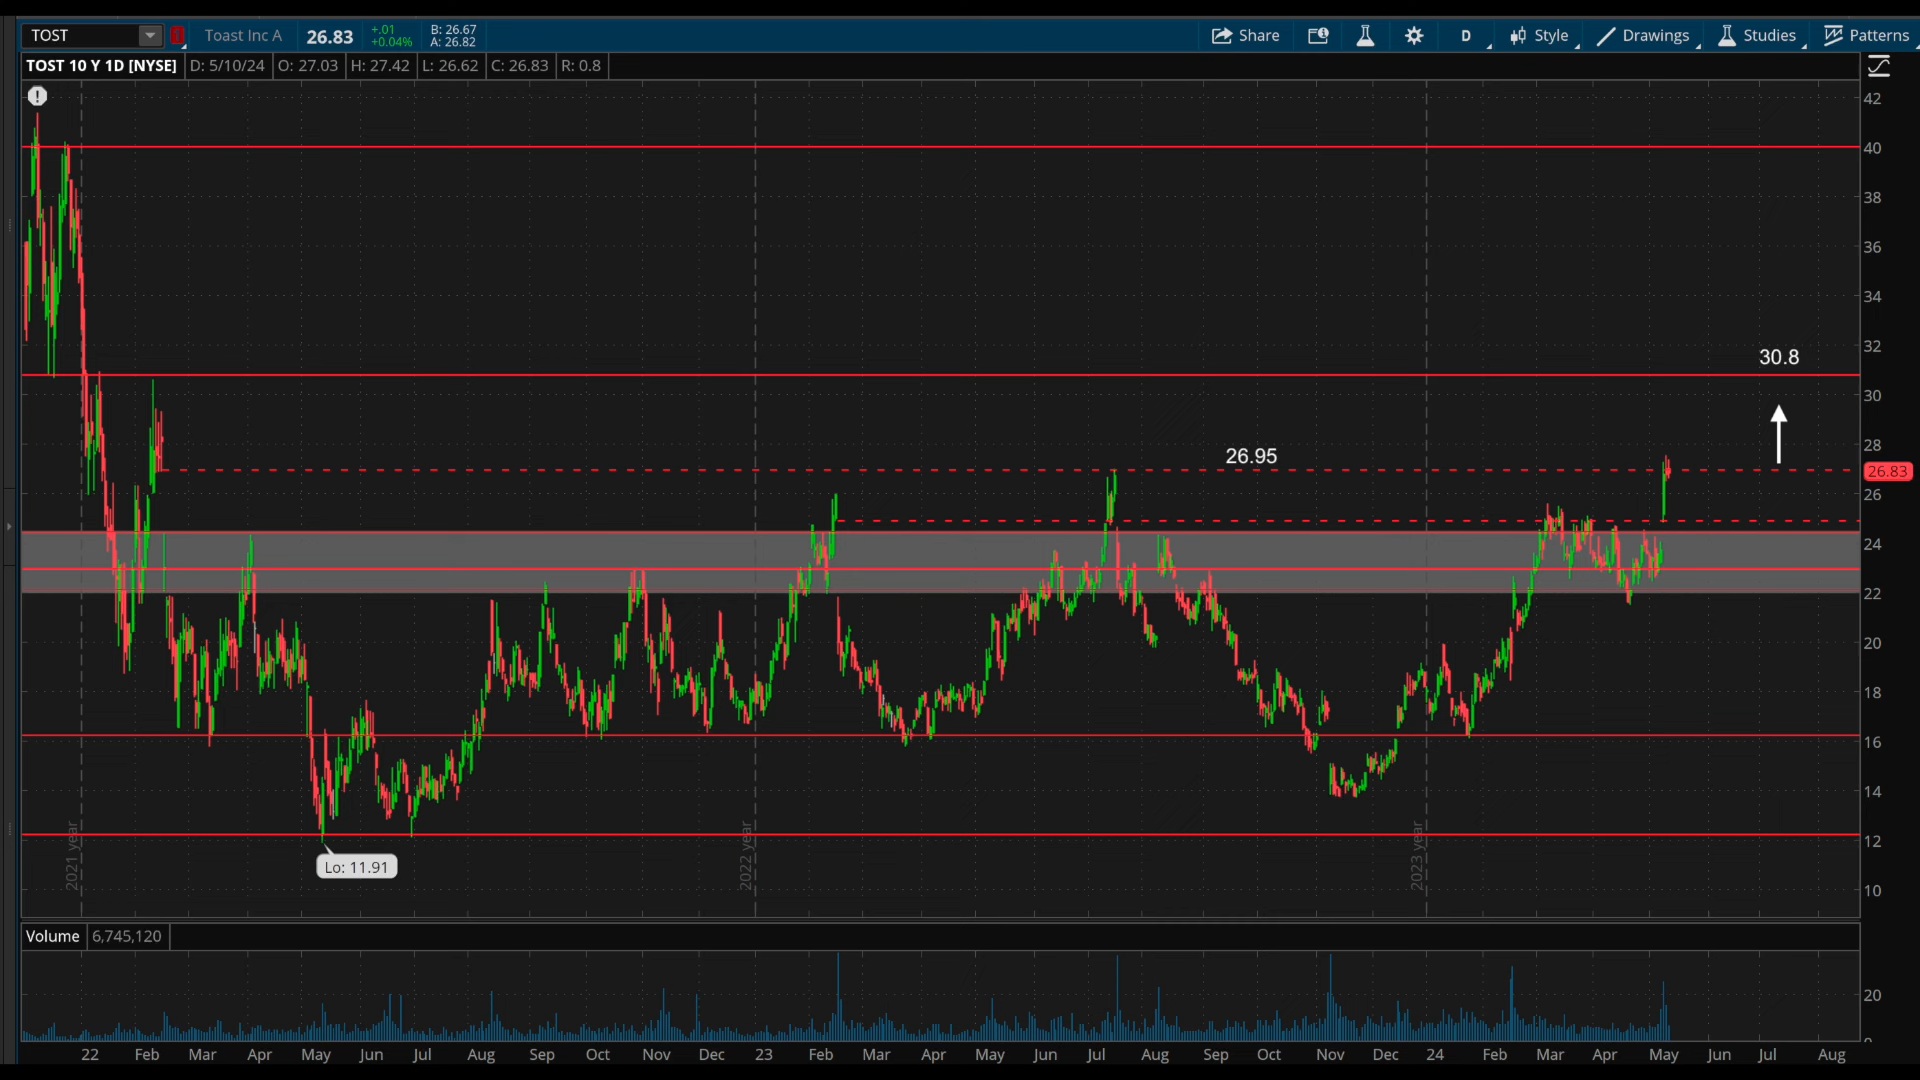 TOST Toast Inc A 26.83 +.01 +0.04% B: 26.67 A: 26.82 Share D Style Drawings Studies Patterns
TOST 10 Y 1D [NYSE] D: 5/10/24 O: 27.03 H: 27.42 L: 26.62 C: 26.83 R: 0.8
42
40
38
36
34
32
30.8
30
28
26.95
26.83
26
24
22
20
18
16
14
12
10
Lo: 11.91
2021 year
2022 year
2023 year
Volume 6,745,120
20
0
22 Feb Mar Apr May Jun Jul Aug Sep Oct Nov Dec 23 Feb Mar Apr May Jun Jul Aug Sep Oct Nov Dec 24 Feb Mar Apr May Jun Jul Aug